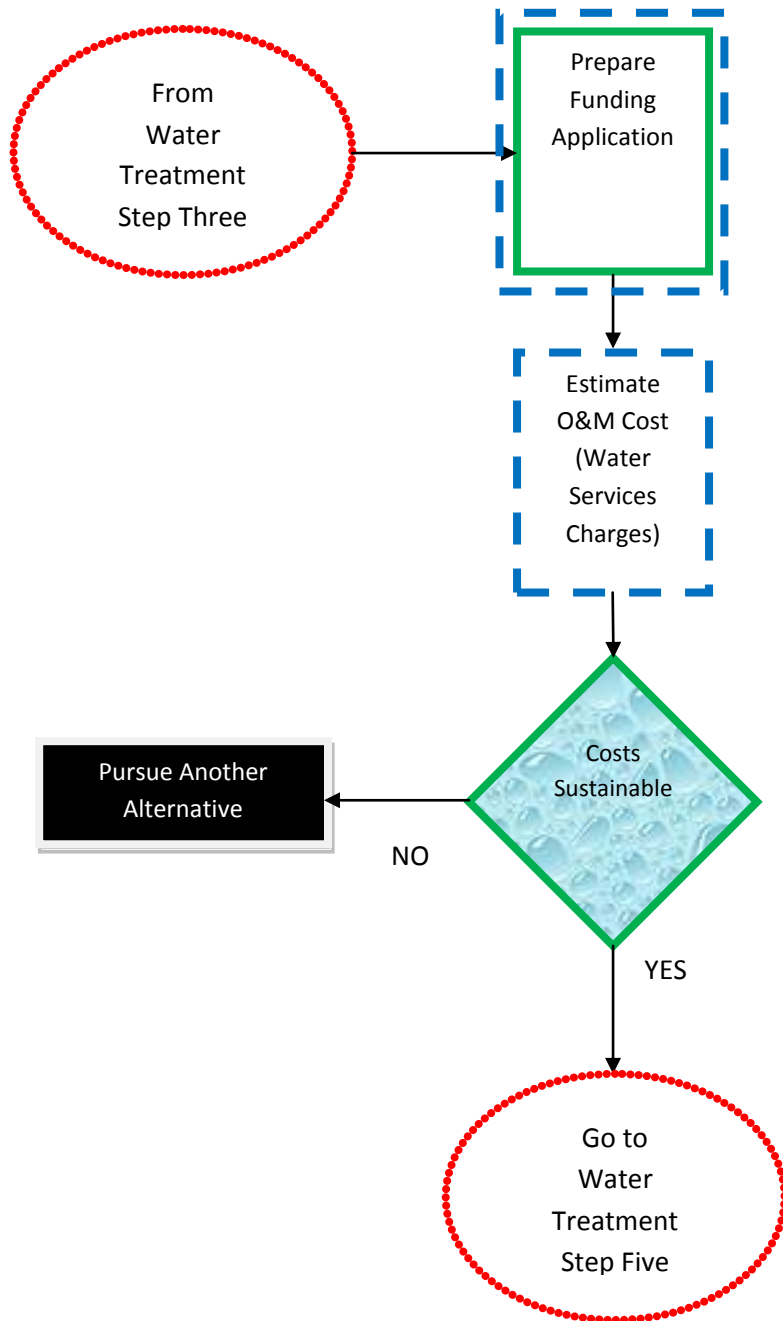 From
Water
Treatment
Step Three
Prepare
Funding
Application
Estimate
O&M Cost
(Water
Services
Charges)
Costs
Sustainable
Pursue Another
Alternative
NO
YES
Go to
Water
Treatment
Step Five